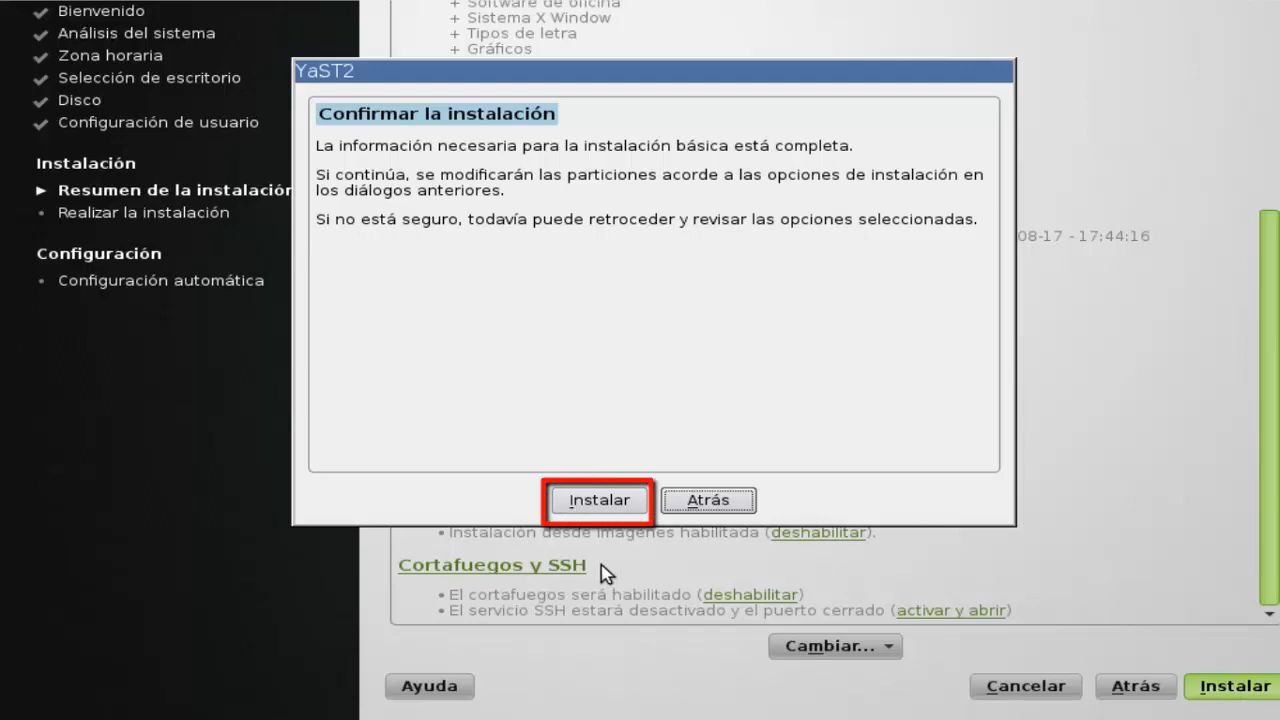 Bienvenido
Análisis del sistema
Zona horaria
Selección de escritorio
Disco
Configuración de usuario
Instalación
Resumen de la instalación
Realizar la instalación
Configuración
Configuración automática
+ Software de oficina
+ Sistema X Window
+ Tipos de letra
+ Gráficos
YaST2
Confirmar la instalación
La información necesaria para la instalación básica está completa.
Si continúa, se modificarán las particiones acorde a las opciones de instalación en
los diálogos anteriores.
Si no está seguro, todavía puede retroceder y revisar las opciones seleccionadas.
08-17 - 17:44:16
Instalar Atrás
• Instalación desde imágenes habilitada (deshabilitar).
Cortafuegos y SSH
• El cortafuegos será habilitado (deshabilitar)
• El servicio SSH estará desactivado y el puerto cerrado (activar y abrir)
Cambiar...
Ayuda Cancelar Atrás Instalar